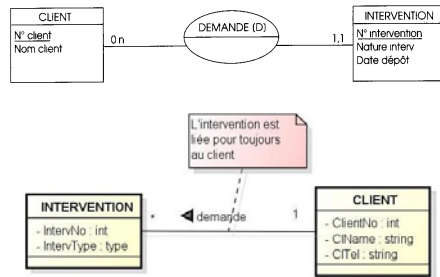 CLIENT
N° client
Nom client
0 n
DEMANDE (D)
1,1
INTERVENTION
N° intervention
Nature interv
Date dépôt
L'intervention est
liée pour toujours
au client
INTERVENTION
- IntervNo : int
- IntervType : type
*
demande
1
CLIENT
- ClientNo : int
- ClName : string
- ClTel : string